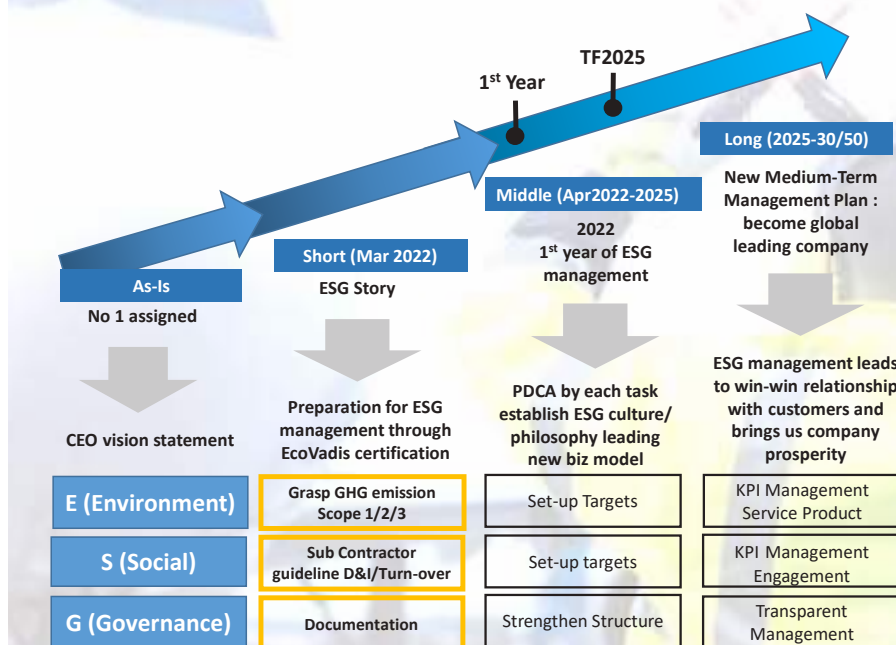 TF2025
1st Year
Long (2025-30/50)
New Medium-Term
Management Plan :
become global
leading company
Middle (Apr2022-2025)
2022
1st year of ESG
management
Short (Mar 2022)
ESG Story
As-Is
No 1 assigned
CEO vision statement
Preparation for ESG
management through
EcoVadis certification
PDCA by each task
establish ESG culture/
philosophy leading
new biz model
ESG management leads
to win-win relationship
with customers and
brings us company
prosperity
E (Environment)
Grasp GHG emission
Scope 1/2/3
Set-up Targets
KPI Management
Service Product
S (Social)
Sub Contractor
guideline D&I/Turn-over
Set-up targets
KPI Management
Engagement
G (Governance)
Documentation
Strengthen Structure
Transparent
Management